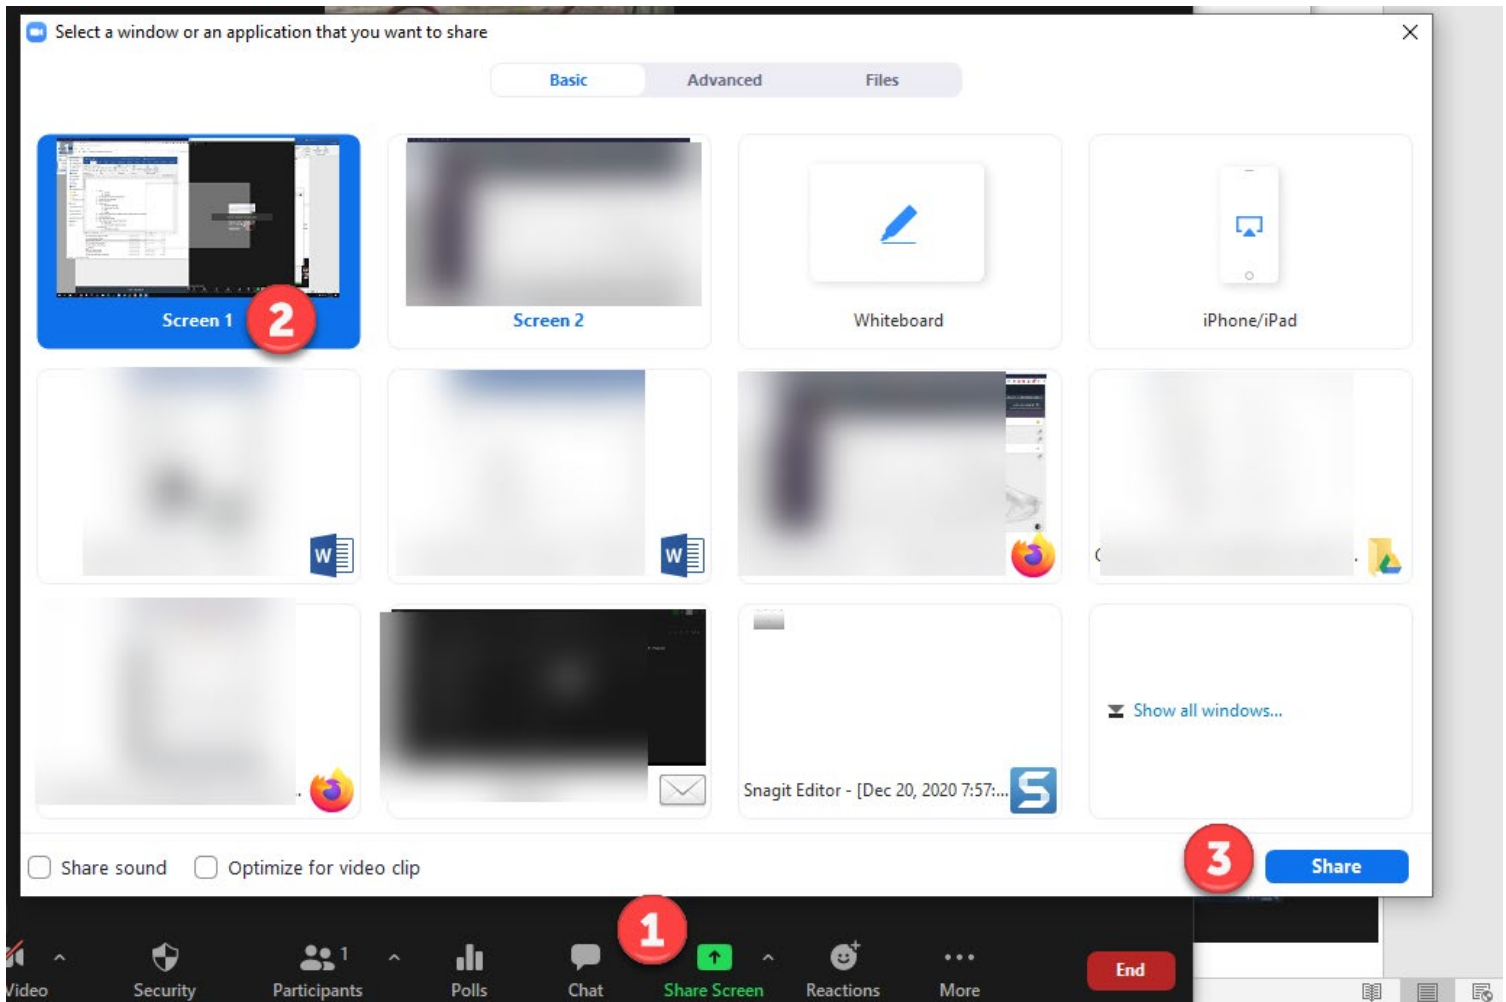 Select a window or an application that you want to share
Basic
Advanced
Files
Screen 1
2
Screen 2
Whiteboard
iPhone/iPad
W
W
Snagit Editor - [Dec 20, 2020 7:57:...
S
Show all windows...
Share sound
Optimize for video clip
3
Share
1
1
Video
Security
Participants
Polls
Chat
Share Screen
Reactions
More
End